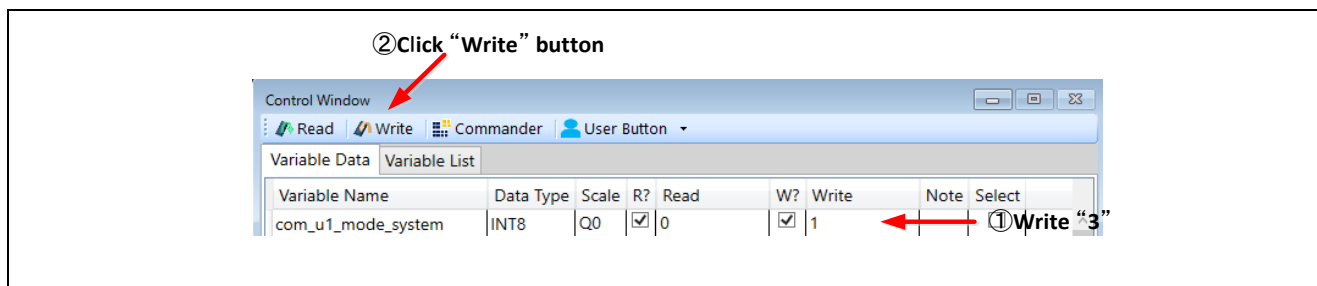 ②Click “Write” button
Control Window
Read Write Commander User Button
Variable Data Variable List
Variable Name Data Type Scale R? Read W? Write Note Select
com_u1_mode_system INT8 Q0 0 1 ①Write “3”